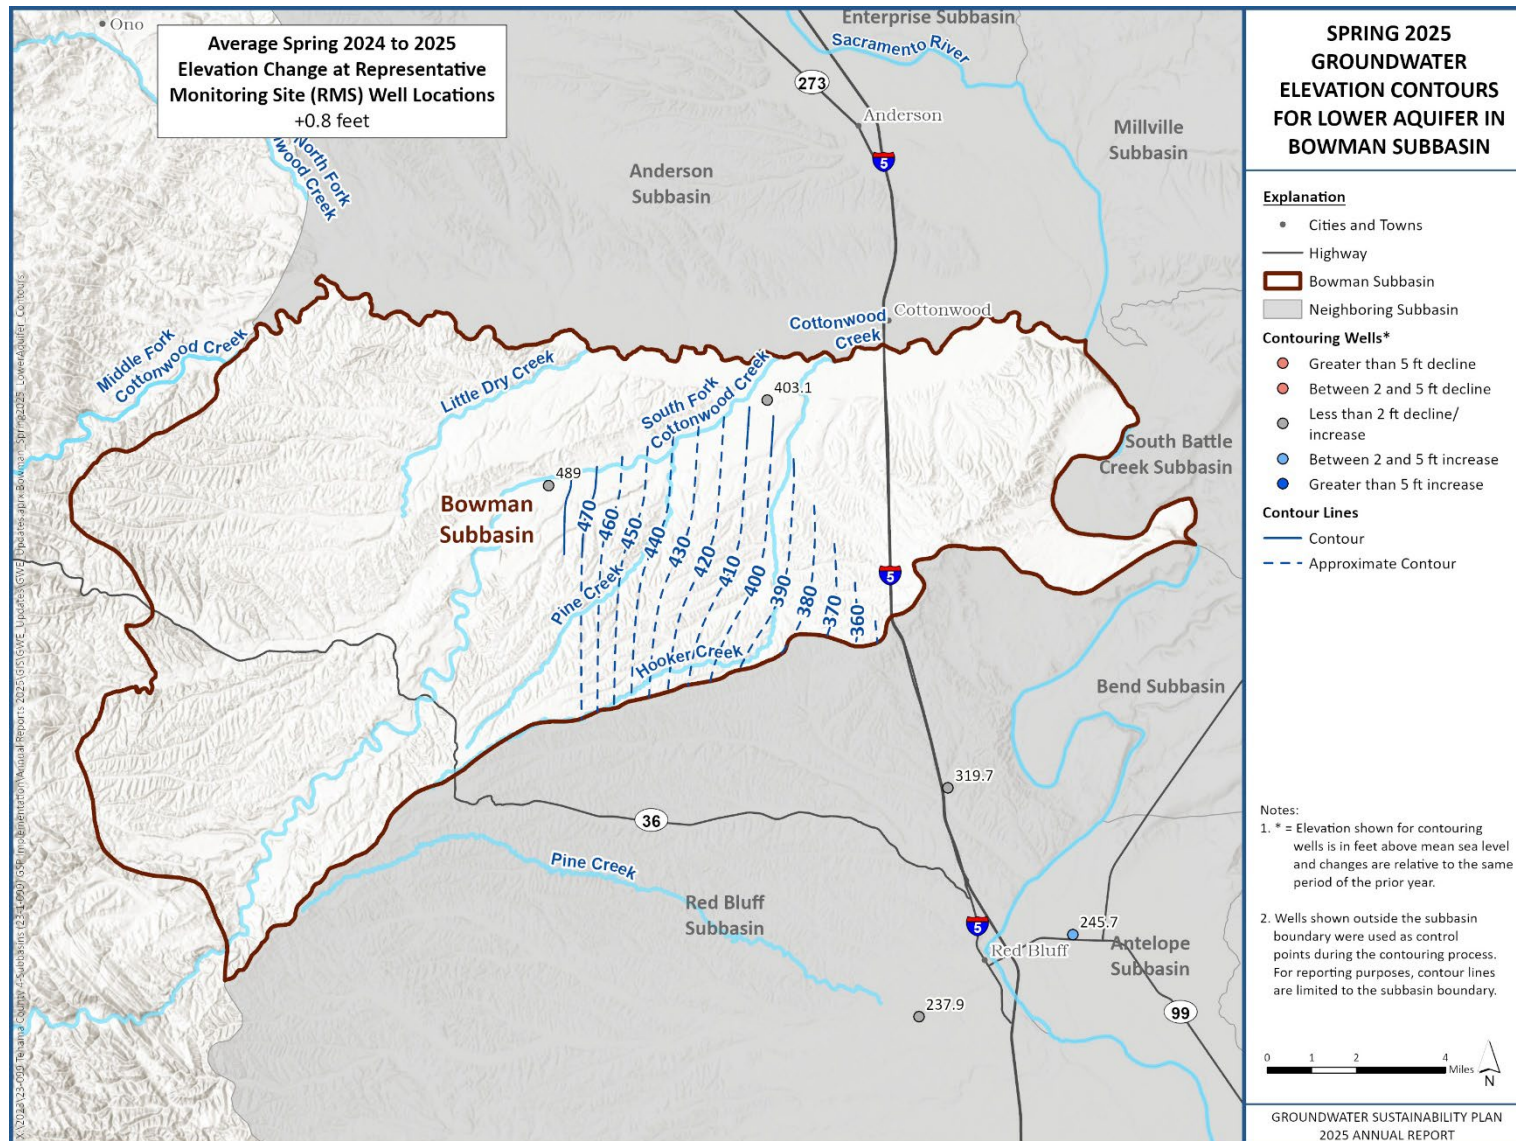 Average Spring 2024 to 2025
Elevation Change at Representative
Monitoring Site (RMS) Well Locations
+0.8 feet
Ono
Enterprise Subbasin
Sacramento River
273
Anderson
5
Millville
Subbasin
Anderson
Subbasin
North Fork
Creek
Cottonwood
Cottonwood
Creek
Middle Fork
Cottonwood Creek
Little Dry Creek
South Fork
Cottonwood Creek
403.1
South Battle
Creek Subbasin
489
Bowman
Subbasin
470
460
450
440
430
420
410
400
390
380
370
360
5
Pine Creek
Hooker Creek
Bend Subbasin
319.7
36
Pine Creek
Red Bluff
Subbasin
5
245.7
Red Bluff
Antelope
Subbasin
237.9
99
SPRING 2025
GROUNDWATER
ELEVATION CONTOURS
FOR LOWER AQUIFER IN
BOWMAN SUBBASIN
Explanation
Cities and Towns
Highway
Bowman Subbasin
Neighboring Subbasin
Contouring Wells*
Greater than 5 ft decline
Between 2 and 5 ft decline
Less than 2 ft decline/
increase
Between 2 and 5 ft increase
Greater than 5 ft increase
Contour Lines
Contour
Approximate Contour
Notes:
1. * = Elevation shown for contouring
wells is in feet above mean sea level
and changes are relative to the same
period of the prior year.
2. Wells shown outside the subbasin
boundary were used as control
points during the contouring process.
For reporting purposes, contour lines
are limited to the subbasin boundary.
0 1 2 4
Miles
N
GROUNDWATER SUSTAINABILITY PLAN
2025 ANNUAL REPORT